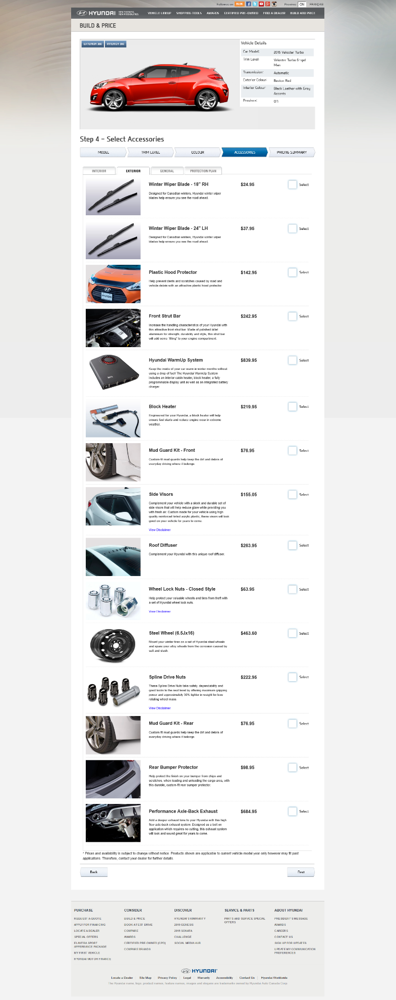 Follow us on BLOG Province ON FRANÇAIS
HYUNDAI NEW THINKING. NEW POSSIBILITIES. VEHICLE LINEUP SHOPPING TOOLS AWARDS CERTIFIED PRE-OWNED FIND A DEALER BUILD AND PRICE
BUILD & PRICE
EXTERIOR 360 INTERIOR 360
Vehicle Details
Car Model: 2015 Veloster Turbo
Trim Level: Veloster Turbo 6-spd
Man
Transmission: Automatic
Exterior Colour: Boston Red
Interior Colour: Black Leather with Grey
Accents
Province: ON
Step 4 - Select Accessories
MODEL TRIM LEVEL COLOUR ACCESSORIES PRICING SUMMARY
INTERIOR EXTERIOR GENERAL PROTECTION PLAN
Winter Wiper Blade - 18" RH $24.95 Select
Designed for Canadian winters, Hyundai winter wiper
blades help ensure you see the road ahead.
Winter Wiper Blade - 24" LH $37.95 Select
Designed for Canadian winters, Hyundai winter wiper
blades help ensure you see the road ahead.
Plastic Hood Protector $142.95 Select
Help prevent dents and scratches caused by road and
vehicle debris with an attractive plastic hood protector.
HYUNDAI
Front Strut Bar $242.95 Select
Increase the handling characteristics of your Hyundai with
this attractive front strut bar. Made of polished billet
aluminium for strength, durability and style, this strut bar
will add some "Bling" to your engine compartment.
Hyundai WarmUp System $839.95 Select
Keep the inside of your car warm in winter months without
using a drop of fuel! The Hyundai WarmUp System
includes an interior cabin heater, block heater, a fully
programmable display unit as well as an integrated battery
charger.
Block Heater $219.95 Select
Engineered for your Hyundai, a block heater will help
ensure fast starts and reduce engine wear in extreme
weather.
Mud Guard Kit - Front $76.95 Select
Custom-fit mud guards help keep the dirt and debris of
everyday driving where it belongs.
Side Visors $155.05 Select
Complement your vehicle with a sleek and durable set of
side visors that will help reduce glare while providing you
with fresh air. Custom made for your vehicle using high
quality reinforced tinted acrylic plastic, these visors will look
good on your vehicle for years to come.
View Disclaimer
Roof Diffuser $263.95 Select
Complement your Hyundai with this unique roof diffuser.
Wheel Lock Nuts - Closed Style $63.95 Select
Help protect your valuable wheels and tires from theft with
a set of Hyundai wheel lock nuts.
View Disclaimer
Steel Wheel (6.5Jx16) $463.60 Select
Mount your winter tires on a set of Hyundai steel wheels
and spare your alloy wheels from the corrosion caused by
salt and slush.
Spline Drive Nuts $222.95 Select
These Spline Drive Nuts take safety, dependability and
good looks to the next level by offering maximum gripping
power and approximately 30% lighter in weight for less
rotating wheel mass.
View Disclaimer
Mud Guard Kit - Rear $76.95 Select
Custom-fit mud guards help keep the dirt and debris of
everyday driving where it belongs.
Rear Bumper Protector $98.95 Select
Help protect the finish on your bumper from chips and
scratches, when loading and unloading the cargo area, with
this durable, custom-fit rear bumper protector.
Performance Axle-Back Exhaust $684.95 Select
Add a deeper exhaust tone to your Hyundai with this high
flow axle-back exhaust system. Designed as a bolt on
application which requires no cutting, this exhaust system
will look and sound great for years to come.
* Prices and availability is subject to change without notice. Products shown are applicable to current vehicle model year only however may fit past
applications. Therefore, contact your dealer for further details.
Back Next
PURCHASE
REQUEST A QUOTE
APPLY FOR FINANCING
LOCATE A DEALER
SPECIAL OFFERS
ELANTRA SPORT
APPEARANCE PACKAGE
MY FIRST VEHICLE
HYUNDAI MOTOR FINANCE
CONSIDER
BUILD & PRICE
BOOK A TEST DRIVE
COMPARE
AWARDS
CERTIFIED PRE-OWNED (CPO)
COMPARE BRANDS
DISCOVER
HYUNDAI'S WARRANTY
2015 GENESIS
2015 SONATA
CHALLENGE
SOCIAL MEDIA HUB
SERVICE & PARTS
PARTS AND SERVICE SPECIAL
OFFERS
ABOUT HYUNDAI
PRESIDENT'S MESSAGE
AWARDS
CAREERS
CONTACT US
SIGN UP FOR UPDATES
UPDATE MY COMMUNICATION
PREFERENCES
HYUNDAI
Locate a Dealer Site Map Privacy Policy Legal Warranty Accessibility Contact Us Hyundai Worldwide
The Hyundai name, logo, product names, feature names, images and slogans are trademarks owned by Hyundai Auto Canada Corp.